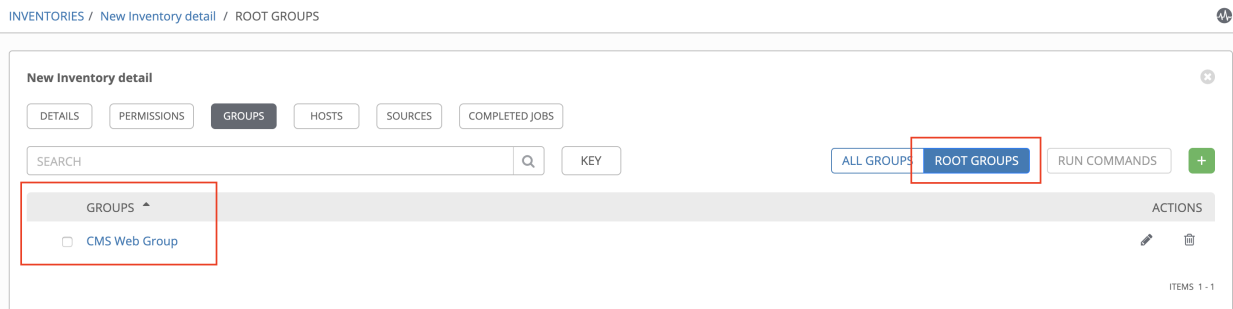 INVENTORIES / New Inventory detail / ROOT GROUPS
New Inventory detail
DETAILS PERMISSIONS GROUPS HOSTS SOURCES COMPLETED JOBS
SEARCH KEY ALL GROUPS ROOT GROUPS RUN COMMANDS +
GROUPS ACTIONS
CMS Web Group
ITEMS 1 - 1